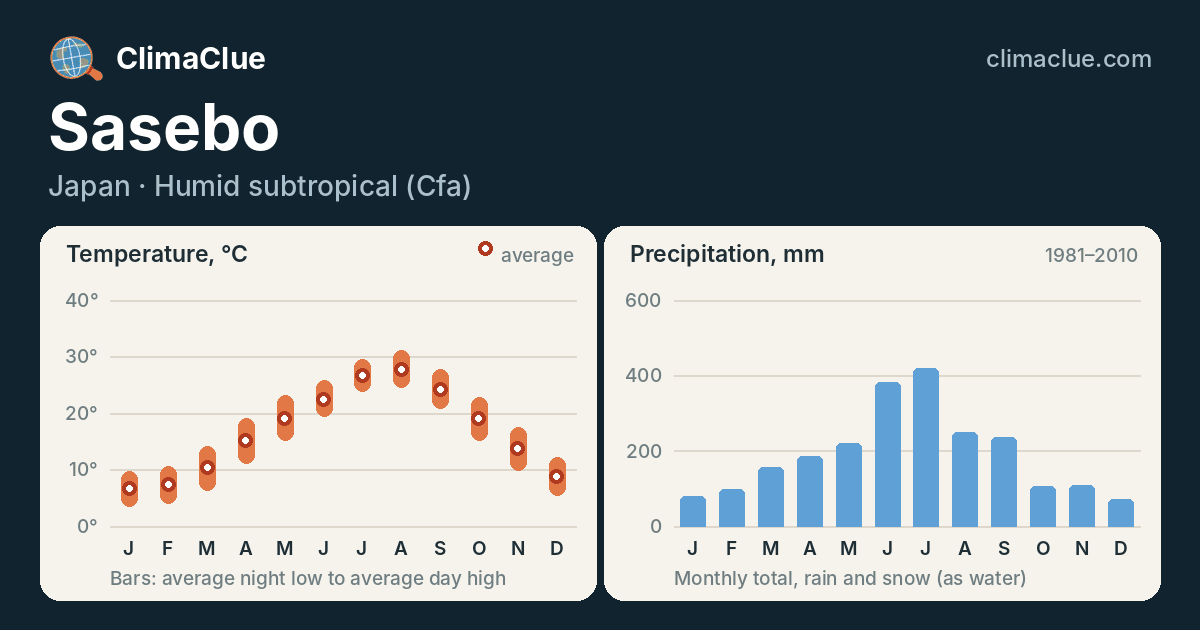 ClimaClue
climaclue.com
Sasebo
Japan · Humid subtropical (Cfa)
Temperature, °C
average
40°
30°
20°
10°
0°
J F M A M J J A S O N D
Bars: average night low to average day high
Precipitation, mm
1981–2010
600
400
200
0
J F M A M J J A S O N D
Monthly total, rain and snow (as water)